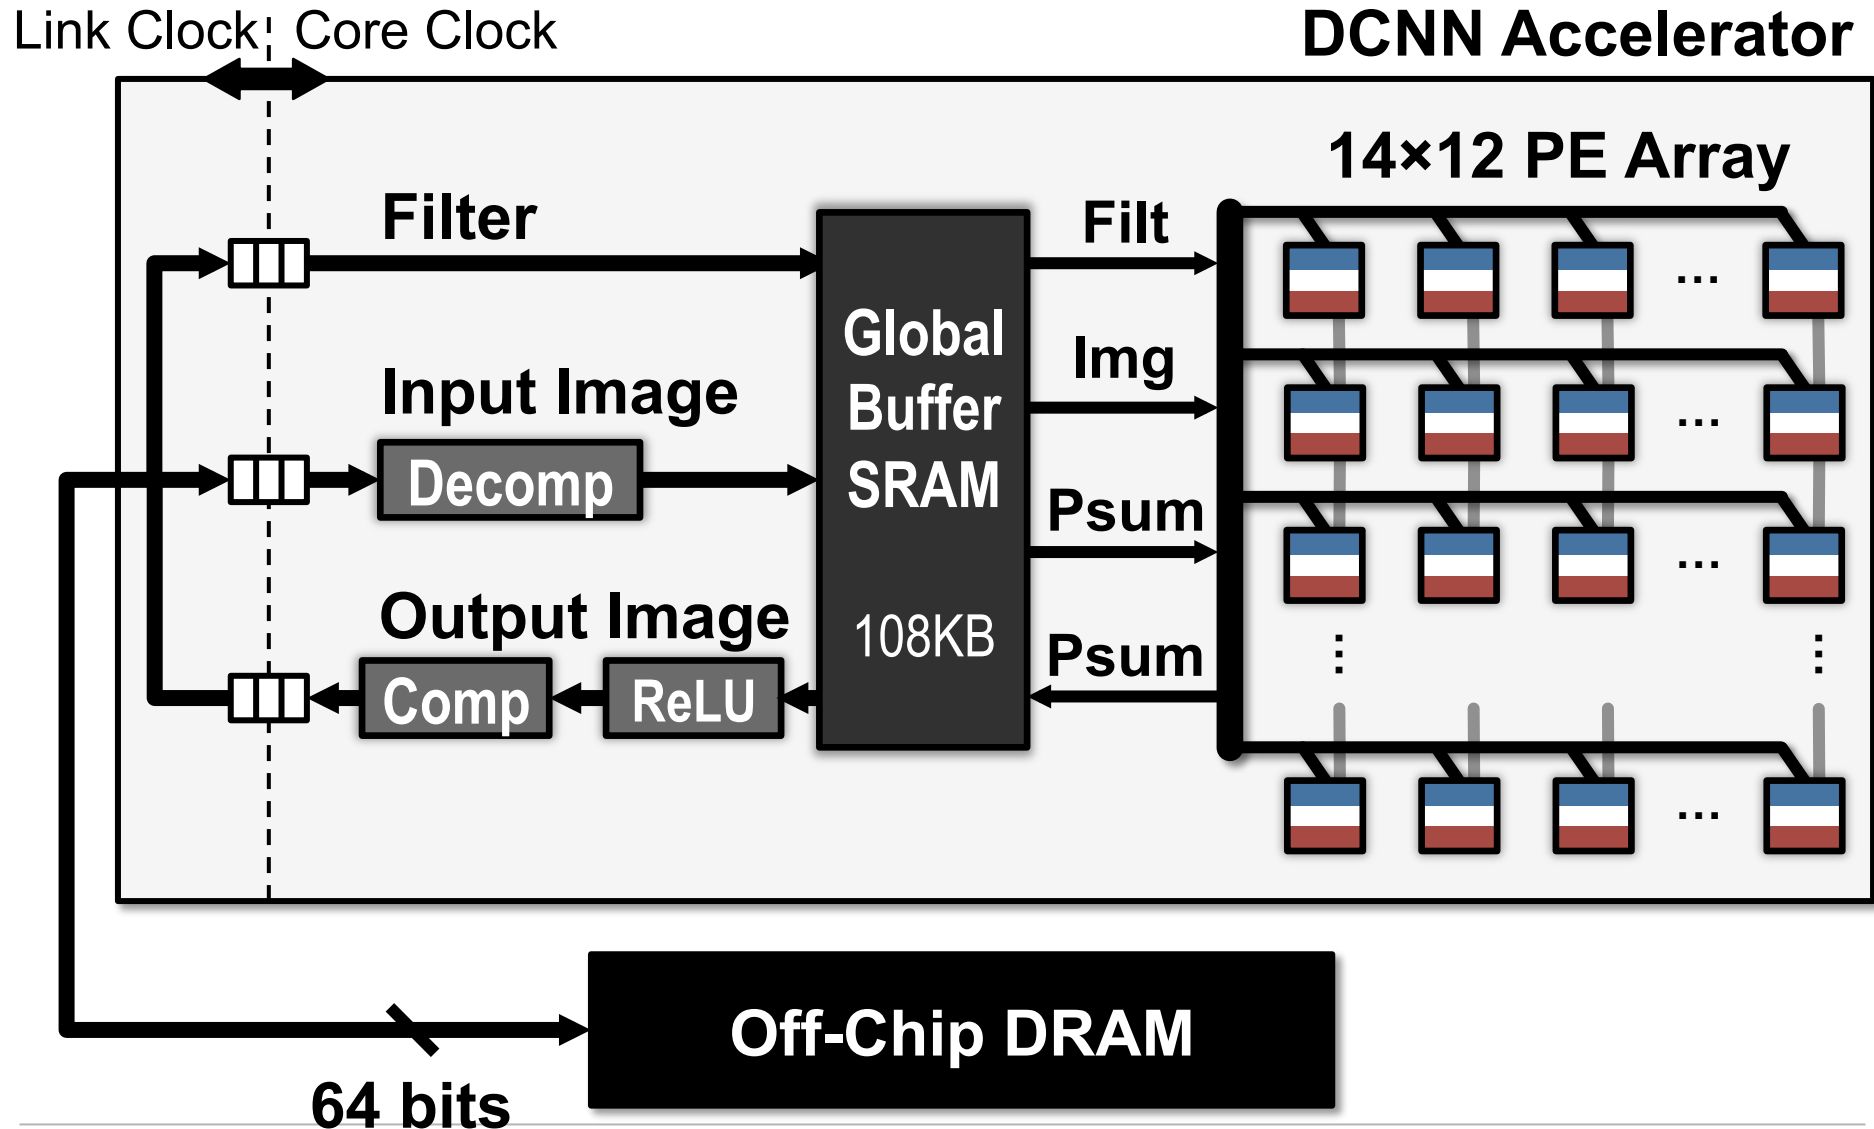 Link Clock
Core Clock
DCNN Accelerator
14×12 PE Array
Filter
Filt
Global
Buffer
SRAM
108KB
Img
Input Image
Decomp
Psum
Output Image
Psum
Comp
ReLU
...
...
...
...
...
...
Off-Chip DRAM
64 bits